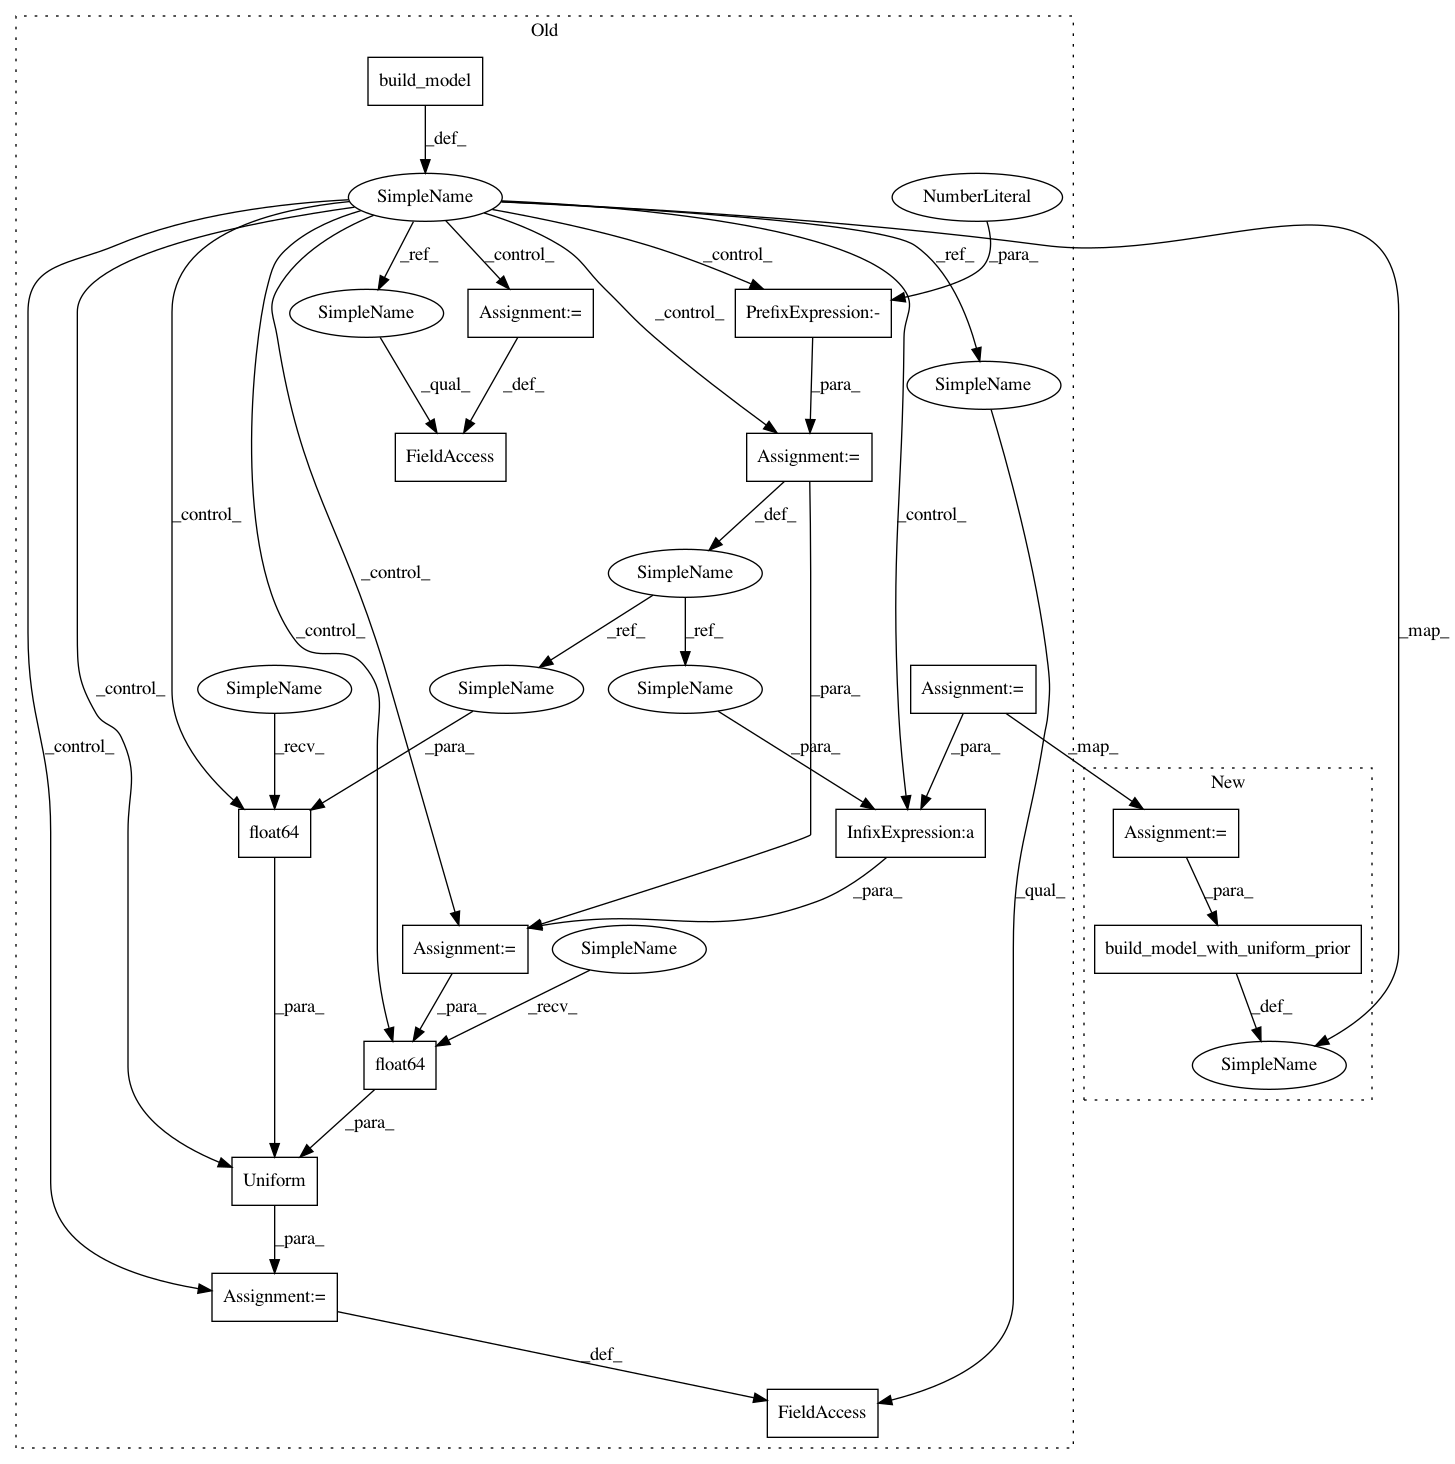 Old
build_model
_def_
SimpleName
NumberLiteral
_ref_
_control_
_control_
_ref_
_para_
SimpleName
Assignment:=
_control_
PrefixExpression:-
SimpleName
_qual_
_def_
_para_
FieldAccess
Assignment:=
_control_
_def_
_control_
_control_
SimpleName
_control_
_ref_
_ref_
_map_
_control_
SimpleName
SimpleName
SimpleName
_para_
Assignment:=
_control_
_recv_
_para_
_para_
_para_
_map_
New
float64
InfixExpression:a
Assignment:=
_para_
_qual_
_para_
Assignment:=
SimpleName
build_model_with_uniform_prior
_para_
_para_
_recv_
_def_
float64
SimpleName
_para_
Uniform
_para_
Assignment:=
_def_
FieldAccess